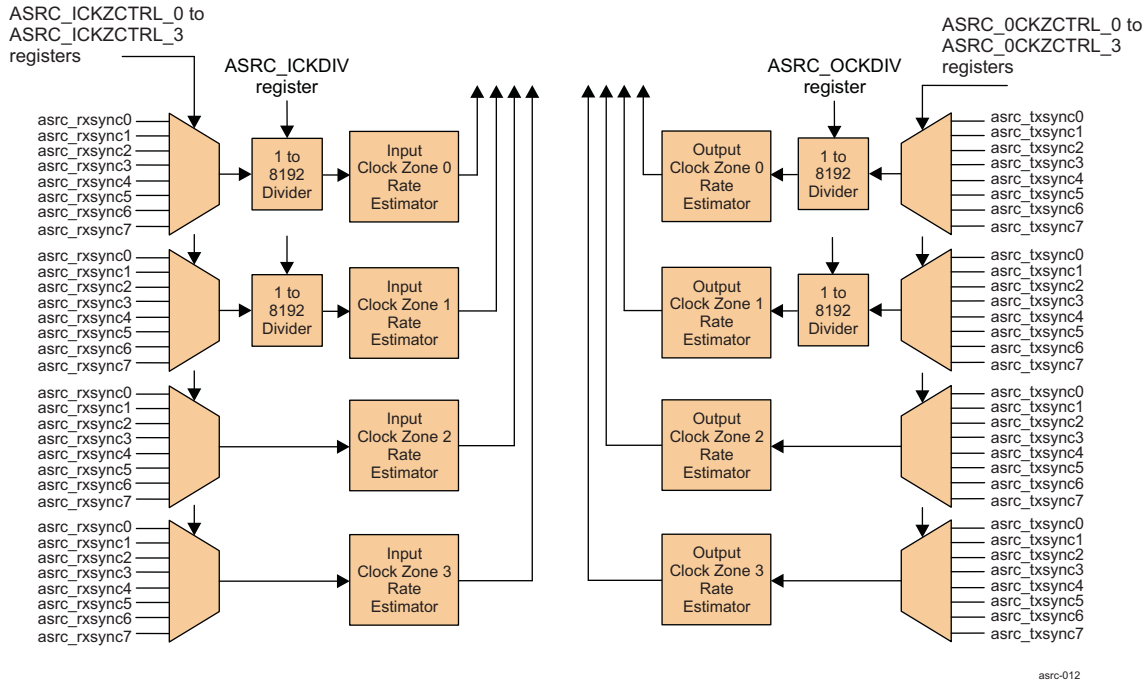 ASRC_ICKZCTRL_0 to
ASRC_ICKZCTRL_3
registers
ASRC_ICKDIV
register
ASRC_OCKDIV
register
ASRC_0CKZCTRL_0 to
ASRC_0CKZCTRL_3
registers
asrc_rxsync0
asrc_rxsync1
asrc_rxsync2
asrc_rxsync3
asrc_rxsync4
asrc_rxsync5
asrc_rxsync6
asrc_rxsync7
1 to
8192
Divider
Input
Clock Zone 0
Rate
Estimator
Output
Clock Zone 0
Rate
Estimator
1 to
8192
Divider
asrc_txsync0
asrc_txsync1
asrc_txsync2
asrc_txsync3
asrc_txsync4
asrc_txsync5
asrc_txsync6
asrc_txsync7
asrc_rxsync0
asrc_rxsync1
asrc_rxsync2
asrc_rxsync3
asrc_rxsync4
asrc_rxsync5
asrc_rxsync6
asrc_rxsync7
1 to
8192
Divider
Input
Clock Zone 1
Rate
Estimator
Output
Clock Zone 1
Rate
Estimator
1 to
8192
Divider
asrc_txsync0
asrc_txsync1
asrc_txsync2
asrc_txsync3
asrc_txsync4
asrc_txsync5
asrc_txsync6
asrc_txsync7
asrc_rxsync0
asrc_rxsync1
asrc_rxsync2
asrc_rxsync3
asrc_rxsync4
asrc_rxsync5
asrc_rxsync6
asrc_rxsync7
Input
Clock Zone 2
Rate
Estimator
Output
Clock Zone 2
Rate
Estimator
asrc_txsync0
asrc_txsync1
asrc_txsync2
asrc_txsync3
asrc_txsync4
asrc_txsync5
asrc_txsync6
asrc_txsync7
asrc_rxsync0
asrc_rxsync1
asrc_rxsync2
asrc_rxsync3
asrc_rxsync4
asrc_rxsync5
asrc_rxsync6
asrc_rxsync7
Input
Clock Zone 3
Rate
Estimator
Output
Clock Zone 3
Rate
Estimator
asrc_txsync0
asrc_txsync1
asrc_txsync2
asrc_txsync3
asrc_txsync4
asrc_txsync5
asrc_txsync6
asrc_txsync7
asrc-012